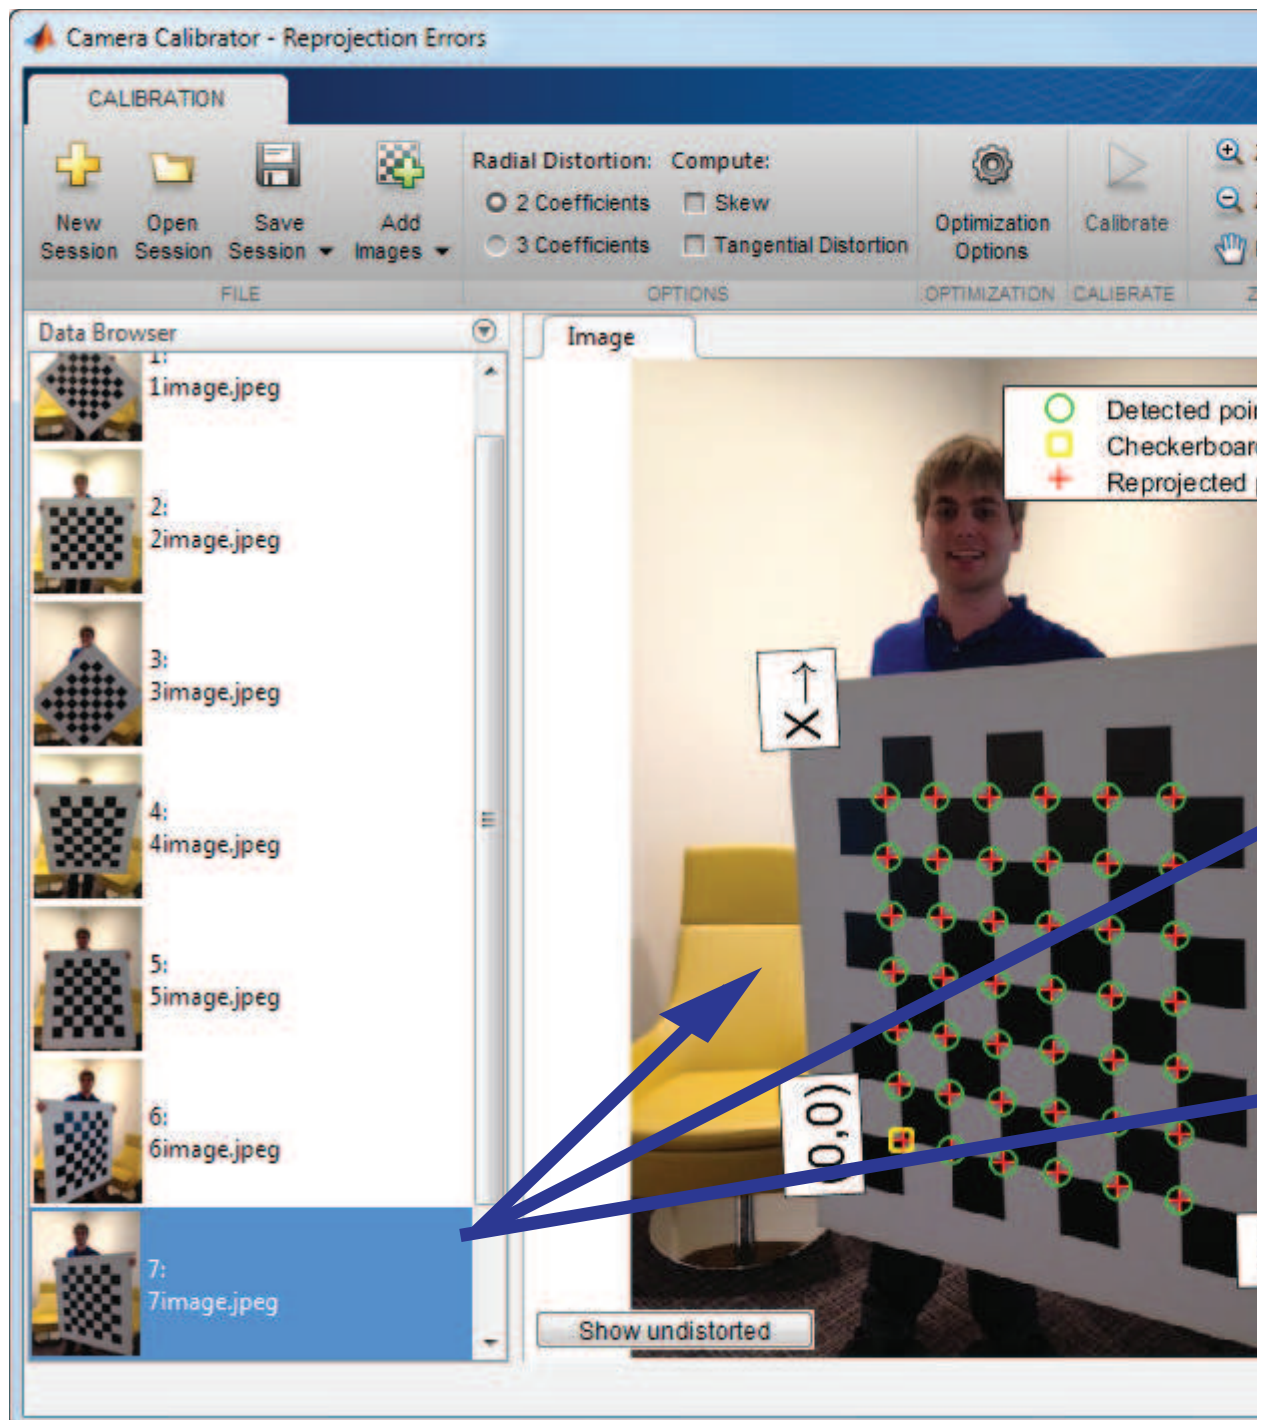 Camera Calibrator - Reprojection Errors
CALIBRATION
New Session
Open Session
Save Session
Add Images
Radial Distortion:
2 Coefficients
3 Coefficients
Compute:
Skew
Tangential Distortion
Optimization Options
Calibrate
FILE
OPTIONS
OPTIMIZATION
CALIBRATE
Z
Data Browser
Image
1:
1image.jpeg
2:
2image.jpeg
3:
3image.jpeg
4:
4image.jpeg
5:
5image.jpeg
6:
6image.jpeg
7:
7image.jpeg
Detected poi
Checkerboar
Reprojected
X→
(0,0)
Show undistorted